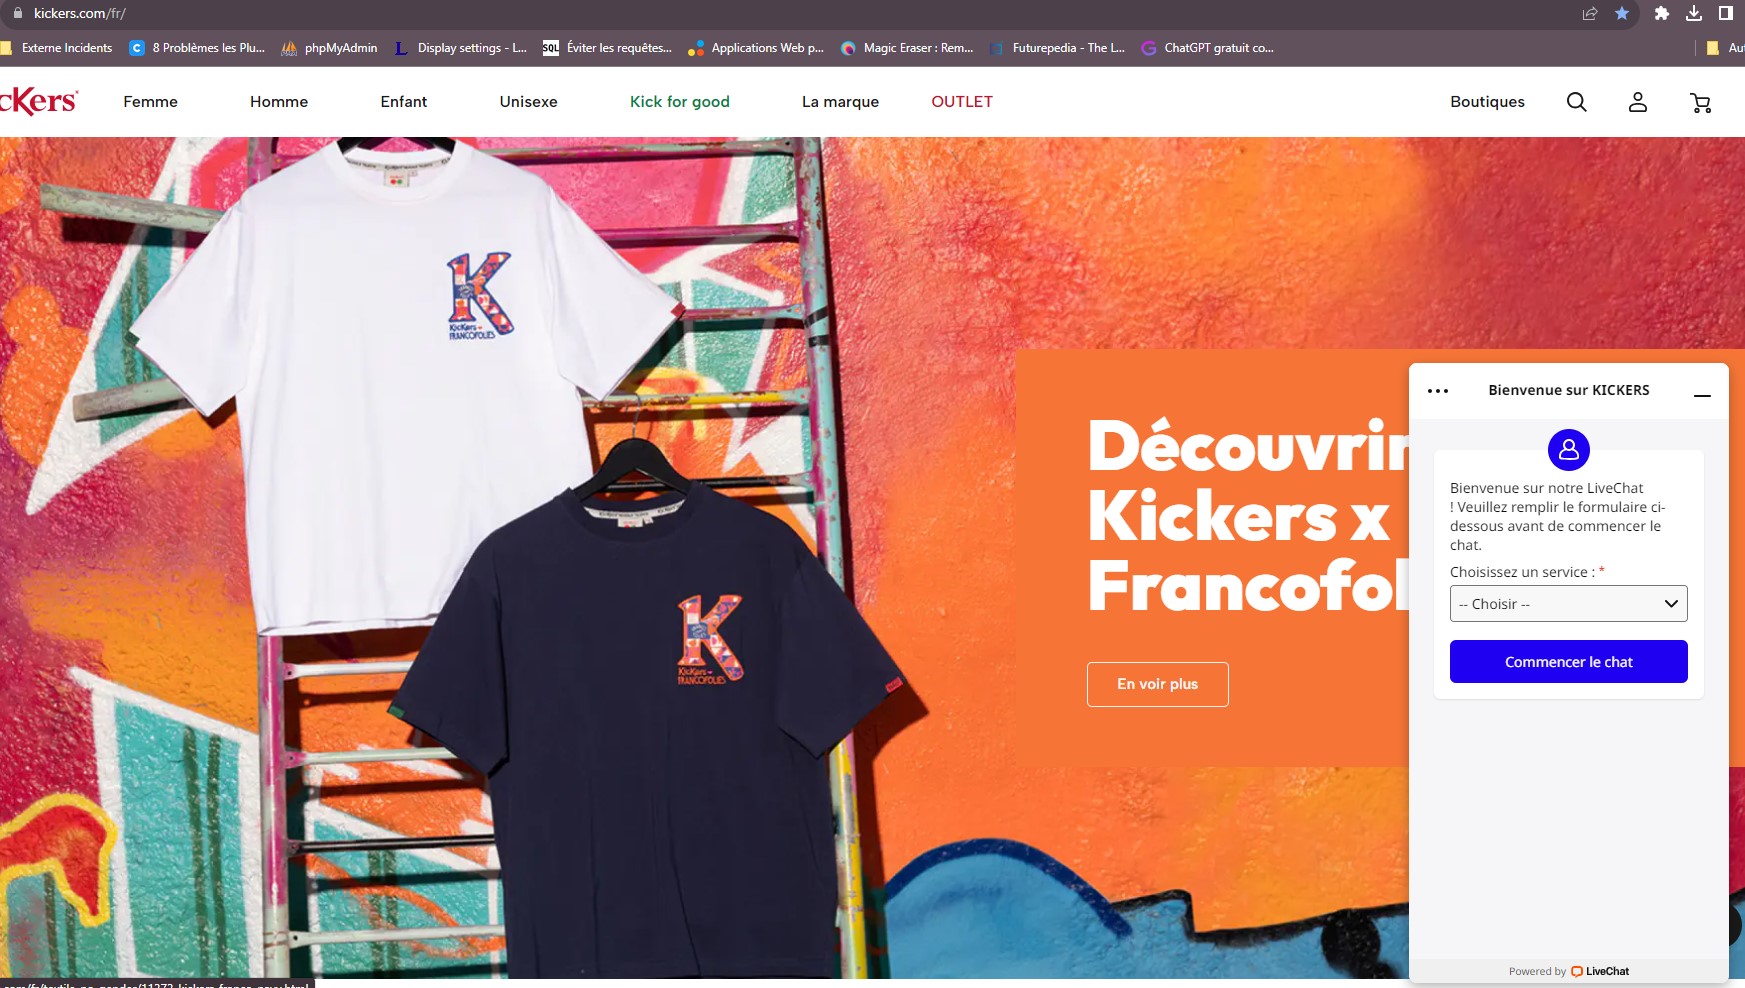 kickers.com/fr/
Externe Incidents
8 Problèmes les Plu...
phpMyAdmin
Display settings - L...
SQL
Éviter les requêtes...
Applications Web p...
Magic Eraser : Rem...
Futurepedia - The L...
ChatGPT gratuit co...
Au
cKers
Femme
Homme
Enfant
Unisexe
Kick for good
La marque
OUTLET
Boutiques
K
KicKers
FRANCOFOLIES
K
KicKers
FRANCOFOLIES
Découvrir
Kickers x
Francofol
En voir plus
Bienvenue sur KICKERS
Bienvenue sur notre LiveChat
! Veuillez remplir le formulaire ci-
dessous avant de commencer le
chat.
Choisissez un service : *
-- Choisir --
Commencer le chat
Powered by LiveChat